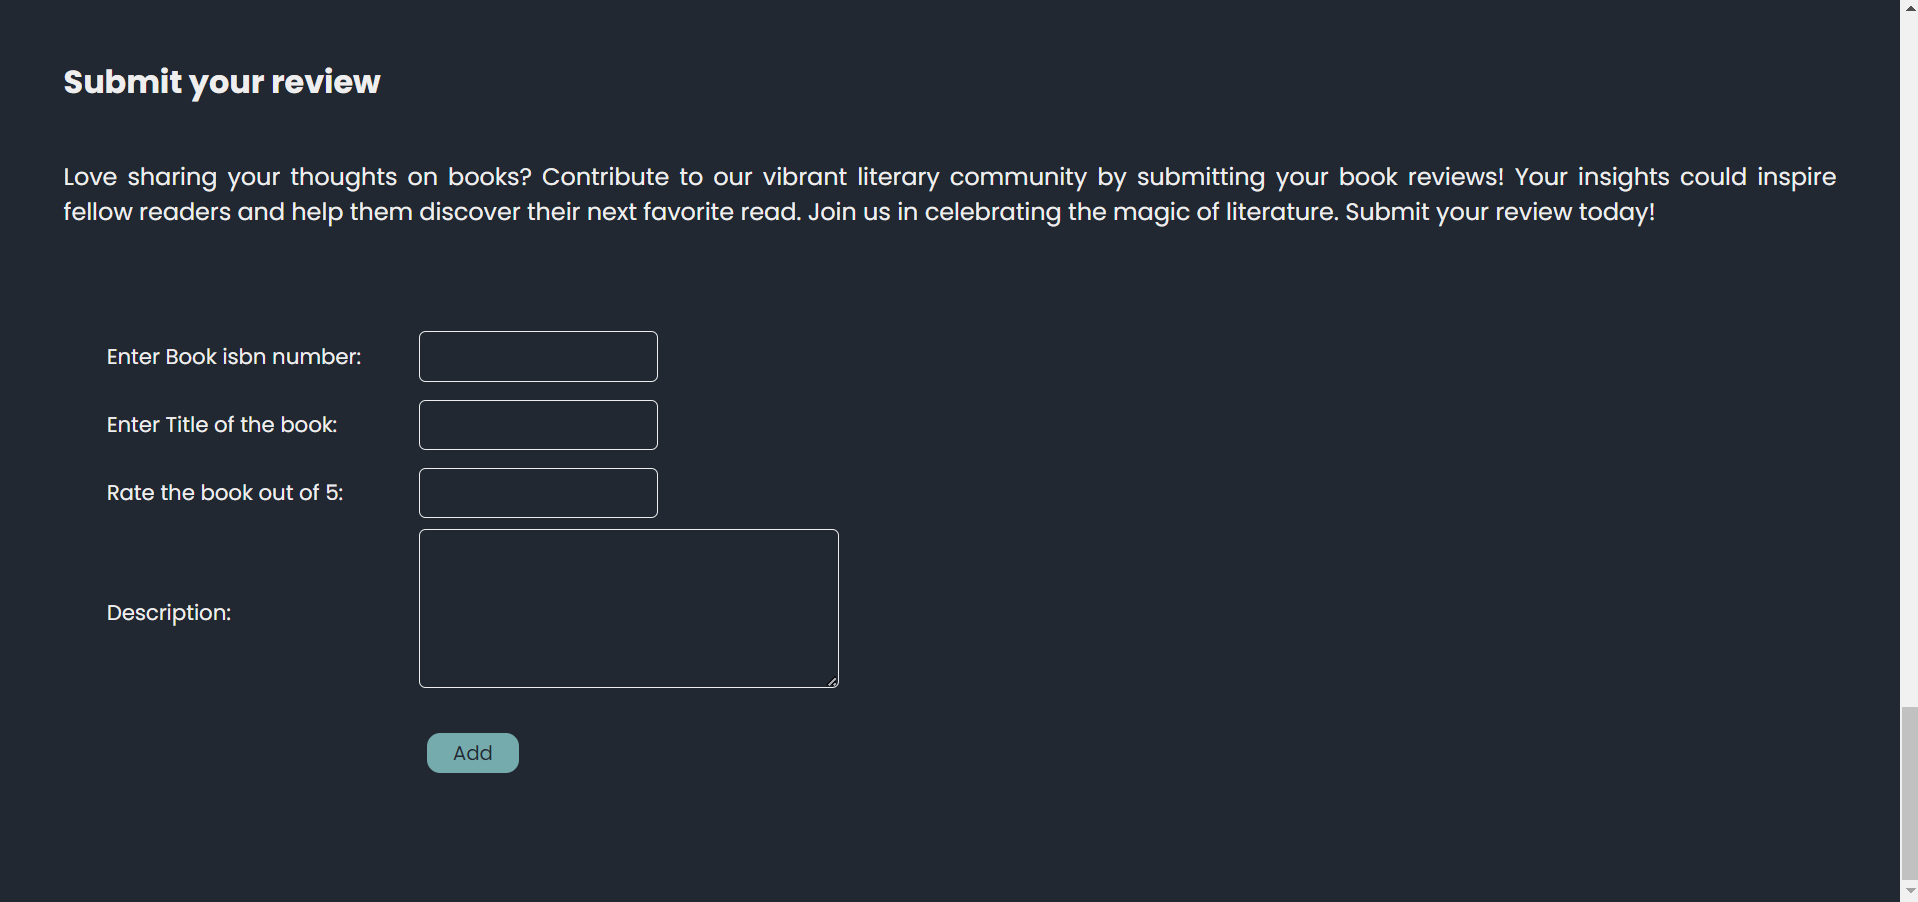 Submit your review
Love sharing your thoughts on books? Contribute to our vibrant literary community by submitting your book reviews! Your insights could inspire
fellow readers and help them discover their next favorite read. Join us in celebrating the magic of literature. Submit your review today!
Enter Book isbn number:
Enter Title of the book:
Rate the book out of 5:
Description:
Add